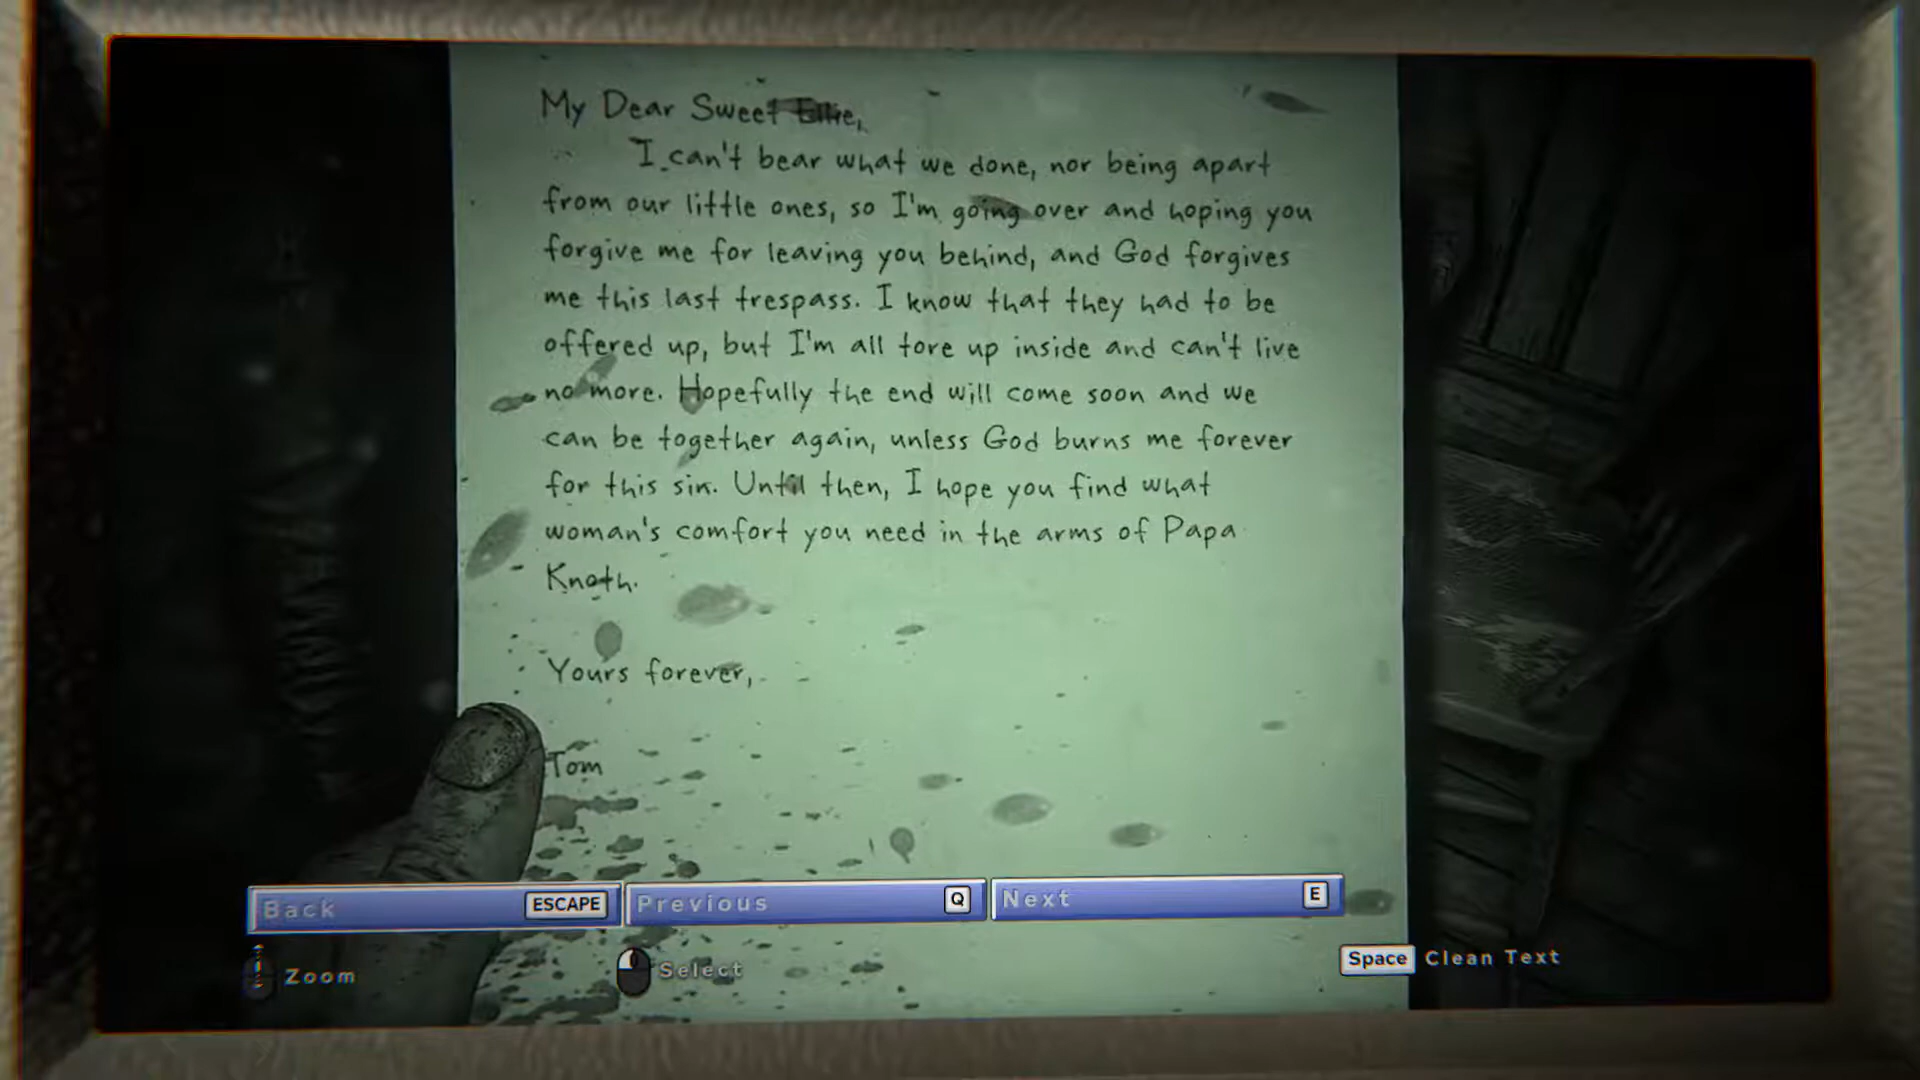 My Dear Sweet Ellie,
I can't bear what we done, nor being apart
from our little ones, so I'm going over and hoping you
forgive me for leaving you behind, and God forgives
me this last trespass. I know that they had to be
offered up, but I'm all tore up inside and can't live
no more. Hopefully the end will come soon and we
can be together again, unless God burns me forever
for this sin. Until then, I hope you find what
woman's comfort you need in the arms of Papa
Knoth.
Yours forever,
Tom
Back ESCAPE Previous Q Next E
Zoom Select Space Clean Text